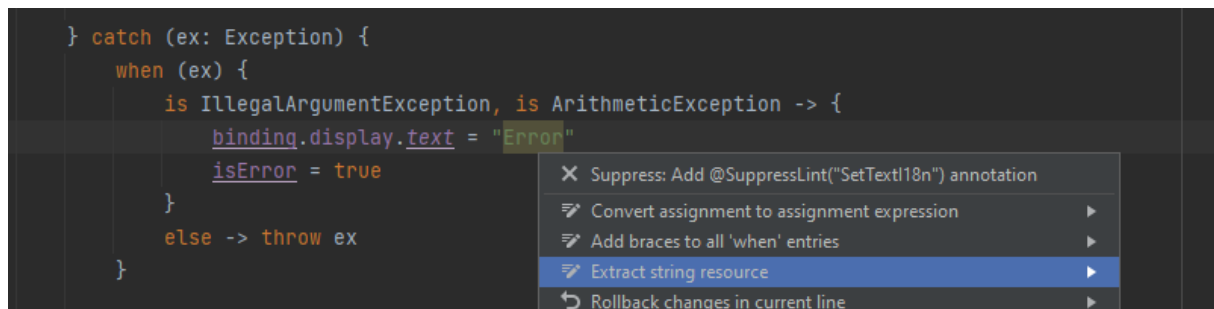 } catch (ex: Exception) {
when (ex) {
is IllegalArgumentException, is ArithmeticException -> {
binding.display.text = "Error"
isError = true
}
else -> throw ex
}
Suppress: Add @SuppressLint("SetTextI18n") annotation
Convert assignment to assignment expression
Add braces to all 'when' entries
Extract string resource
Rollback changes in current line